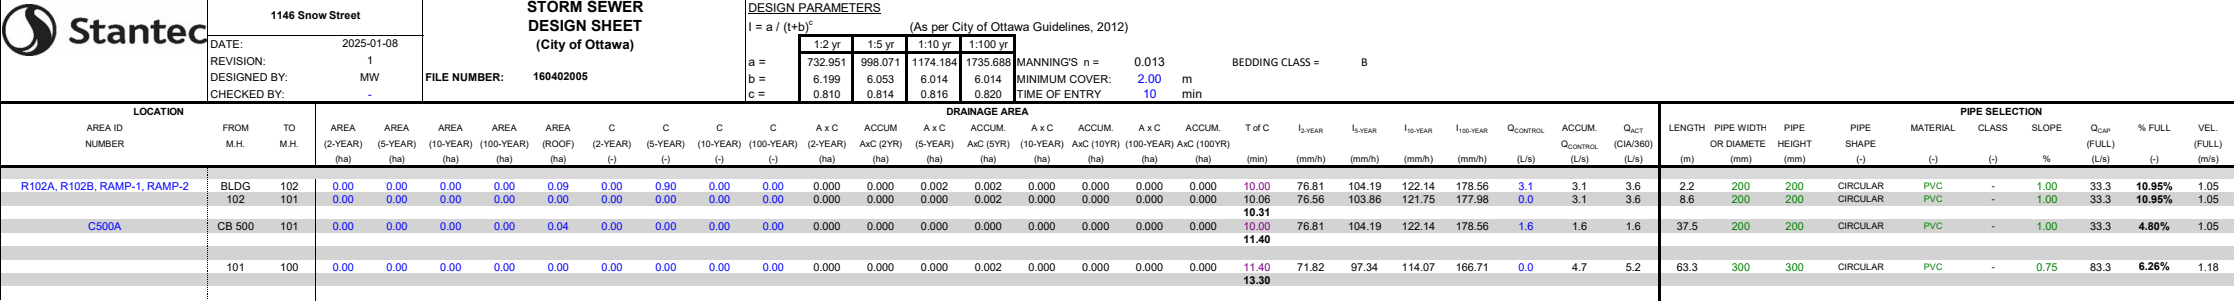 Stantec
1146 Snow Street
STORM SEWER
DESIGN SHEET
(City of Ottawa)
DESIGN PARAMETERS
I = a / (t+b)^c (As per City of Ottawa Guidelines, 2012)
1:2 yr 1:5 yr 1:10 yr 1:100 yr
DATE: 2025-01-08
REVISION: 1
DESIGNED BY: MW
CHECKED BY: -
FILE NUMBER: 160402005
a = 732.951 998.071 1174.184 1735.688 MANNING'S n = 0.013 BEDDING CLASS = B
b = 6.199 6.053 6.014 6.014 MINIMUM COVER: 2.00 m
c = 0.810 0.814 0.816 0.820 TIME OF ENTRY 10 min
LOCATION DRAINAGE AREA PIPE SELECTION
AREA ID FROM TO AREA AREA AREA AREA AREA C C C C A x C ACCUM A x C ACCUM. A x C ACCUM. A x C ACCUM. T of C I2-YEAR I5-YEAR I10-YEAR I100-YEAR QCONTROL ACCUM. QACT LENGTH PIPE WIDTH PIPE PIPE MATERIAL CLASS SLOPE QCAP % FULL VEL.
NUMBER M.H. M.H. (2-YEAR) (5-YEAR) (10-YEAR) (100-YEAR) (ROOF) (2-YEAR) (5-YEAR) (10-YEAR) (100-YEAR) (2-YEAR) AxC (2YR) (5-YEAR) AxC (5YR) (10-YEAR) AxC (10YR) (100-YEAR) AxC (100YR) QCONTROL (CIA/360) OR DIAMETE HEIGHT SHAPE (FULL) (FULL)
(ha) (ha) (ha) (ha) (ha) (-) (-) (-) (-) (ha) (ha) (ha) (ha) (ha) (ha) (ha) (ha) (min) (mm/h) (mm/h) (mm/h) (mm/h) (L/s) (L/s) (L/s) (m) (mm) (mm) (-) (-) (-) % (L/s) (-) (m/s)
R102A, R102B, RAMP-1, RAMP-2 BLDG 102 0.00 0.00 0.00 0.00 0.09 0.00 0.90 0.00 0.00 0.000 0.000 0.002 0.002 0.000 0.000 0.000 0.000 10.00 76.81 104.19 122.14 178.56 3.1 3.1 3.6 2.2 200 200 CIRCULAR PVC - 1.00 33.3 10.95% 1.05
102 101 0.00 0.00 0.00 0.00 0.00 0.00 0.00 0.00 0.00 0.000 0.000 0.000 0.002 0.000 0.000 0.000 0.000 10.06 76.56 103.86 121.75 177.98 0.0 3.1 3.6 8.6 200 200 CIRCULAR PVC - 1.00 33.3 10.95% 1.05
10.31
C500A CB 500 101 0.00 0.00 0.00 0.00 0.04 0.00 0.00 0.00 0.00 0.000 0.000 0.000 0.000 0.000 0.000 0.000 0.000 10.00 76.81 104.19 122.14 178.56 1.6 1.6 1.6 37.5 200 200 CIRCULAR PVC - 1.00 33.3 4.80% 1.05
11.40
101 100 0.00 0.00 0.00 0.00 0.00 0.00 0.00 0.00 0.00 0.000 0.000 0.000 0.002 0.000 0.000 0.000 0.000 11.40 71.82 97.34 114.07 166.71 0.0 4.7 5.2 63.3 300 300 CIRCULAR PVC - 0.75 83.3 6.26% 1.18
13.30